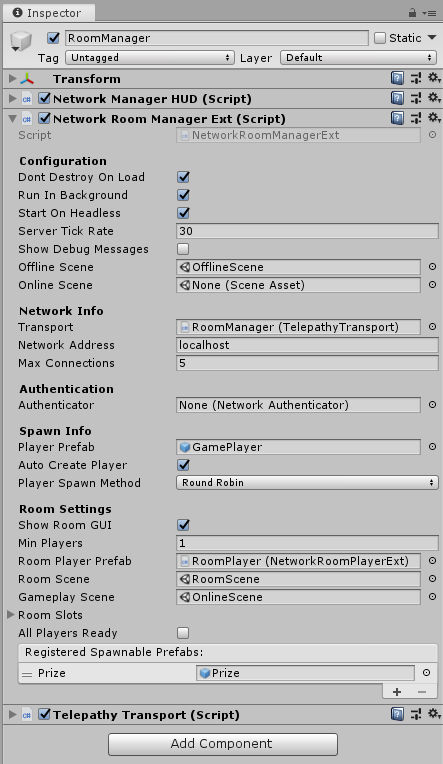 Inspector
RoomManager Static
Tag Untagged Layer Default
Transform
Network Manager HUD (Script)
Network Room Manager Ext (Script)
Script NetworkRoomManagerExt
Configuration
Dont Destroy On Load
Run In Background
Start On Headless
Server Tick Rate 30
Show Debug Messages
Offline Scene OfflineScene
Online Scene None (Scene Asset)
Network Info
Transport RoomManager (TelepathyTransport)
Network Address localhost
Max Connections 5
Authentication
Authenticator None (Network Authenticator)
Spawn Info
Player Prefab GamePlayer
Auto Create Player
Player Spawn Method Round Robin
Room Settings
Show Room GUI
Min Players 1
Room Player Prefab RoomPlayer (NetworkRoomPlayerExt)
Room Scene RoomScene
Gameplay Scene OnlineScene
Room Slots
All Players Ready
Registered Spawnable Prefabs:
Prize Prize
Telepathy Transport (Script)
Add Component